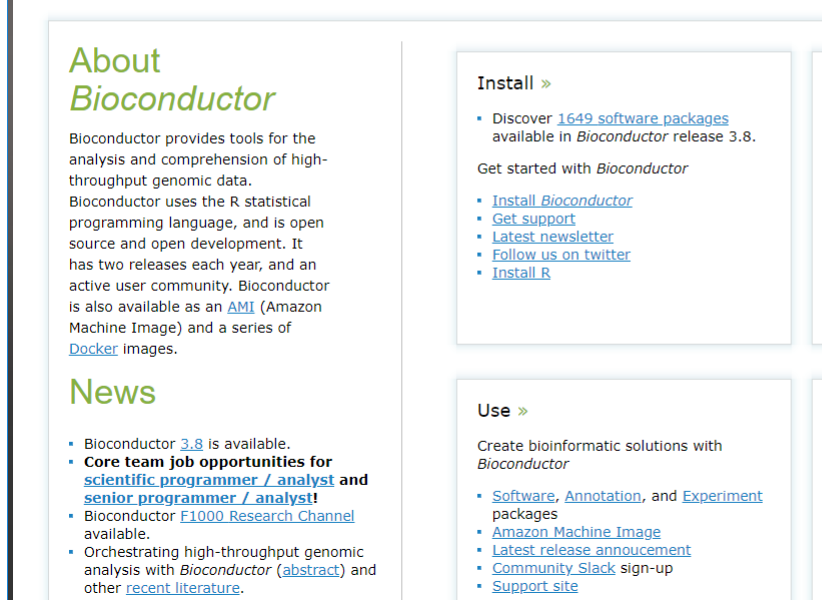 About
Bioconductor
Bioconductor provides tools for the
analysis and comprehension of high-
throughput genomic data.
Bioconductor uses the R statistical
programming language, and is open
source and open development. It
has two releases each year, and an
active user community. Bioconductor
is also available as an AMI (Amazon
Machine Image) and a series of
Docker images.
News
Bioconductor 3.8 is available.
Core team job opportunities for
scientific programmer / analyst and
senior programmer / analyst!
Bioconductor F1000 Research Channel
available.
Orchestrating high-throughput genomic
analysis with Bioconductor (abstract) and
other recent literature.
Install »
Discover 1649 software packages
available in Bioconductor release 3.8.
Get started with Bioconductor
Install Bioconductor
Get support
Latest newsletter
Follow us on twitter
Install R
Use »
Create bioinformatic solutions with
Bioconductor
Software, Annotation, and Experiment
packages
Amazon Machine Image
Latest release annoucement
Community Slack sign-up
Support site